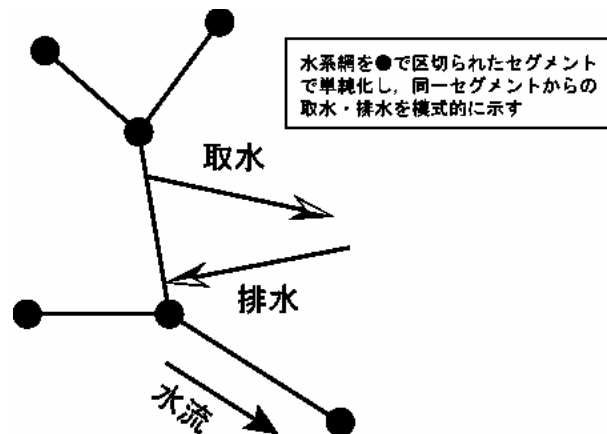 水系網を●で区切られたセグメント
で単純化し，同一セグメントからの
取水・排水を模式的に示す
取水
排水
水流